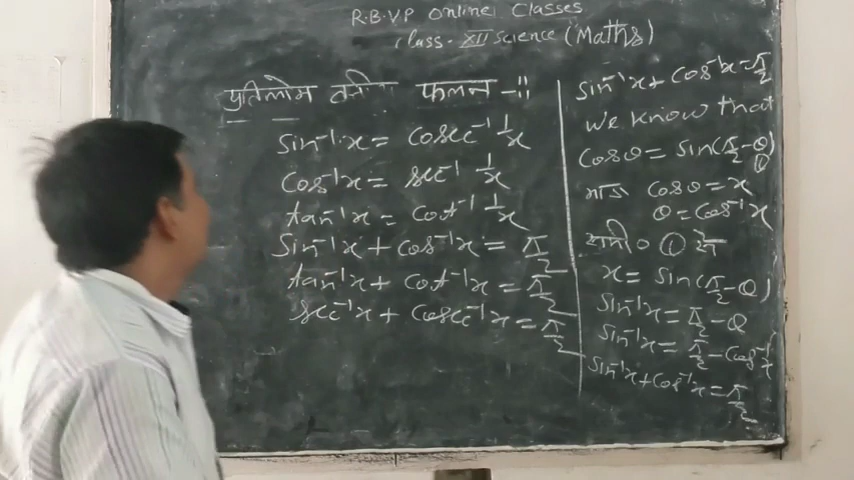 R.B.V.P Online Classes
Class - XII Science (Maths)
प्रतिलोम फलन - II
sin⁻¹x = cosec⁻¹ 1/x
cos⁻¹x = sec⁻¹ 1/x
tan⁻¹x = cot⁻¹ 1/x
sin⁻¹x + cos⁻¹x = π/2
tan⁻¹x + cot⁻¹x = π/2
sec⁻¹x + cosec⁻¹x = π/2
sin⁻¹x + cos⁻¹x = π/2
we know that
cosθ = sin(π/2 - θ) ①
cosθ = x
θ = cos⁻¹x
समी० ① से
x = sin(π/2 - θ)
sin⁻¹x = π/2 - θ
sin⁻¹x = π/2 - cos⁻¹x
sin⁻¹x + cos⁻¹x = π/2